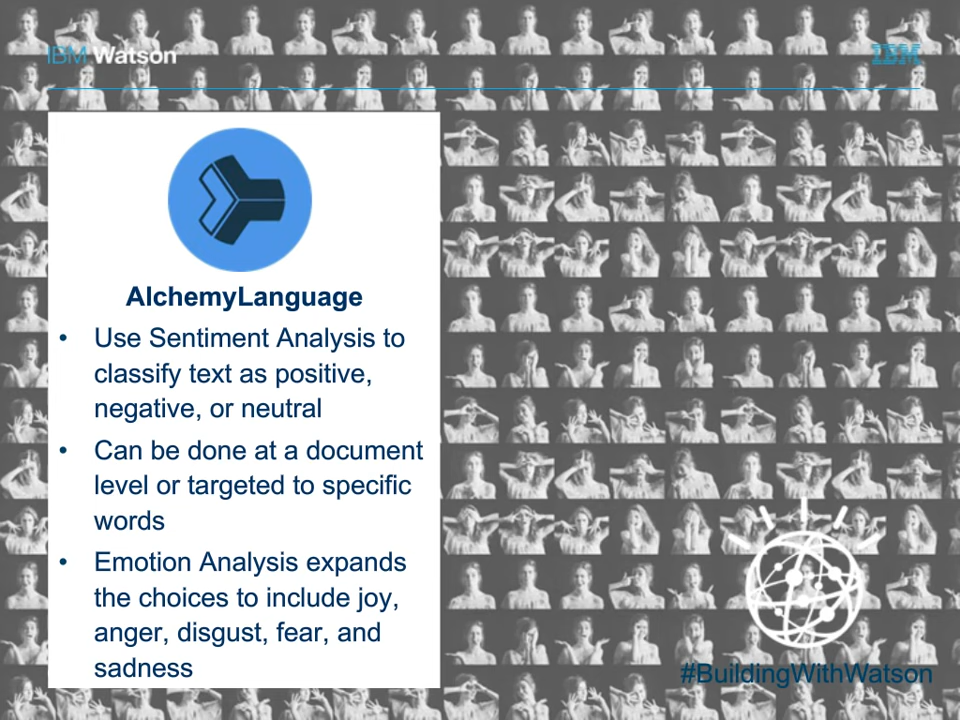 IBM Watson
IBM
AlchemyLanguage
• Use Sentiment Analysis to
classify text as positive,
negative, or neutral
• Can be done at a document
level or targeted to specific
words
• Emotion Analysis expands
the choices to include joy,
anger, disgust, fear, and
sadness
#BuildingWithWatson